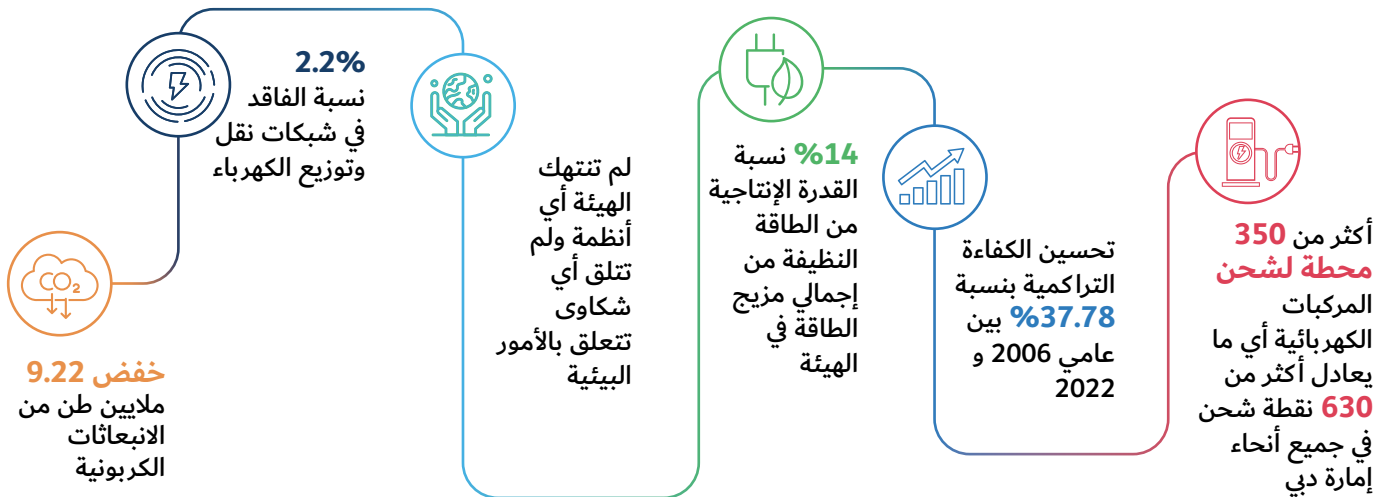 أكثر من 350
محطة لشحن
المركبات
الكهربائية أي ما
يعادل أكثر من
630 نقطة شحن
في جميع أنحاء
إمارة دبي
تحسين الكفاءة
التراكمية بنسبة
37.78% بين
عامي 2006 و
2022
14% نسبة
القدرة الإنتاجية
من الطاقة
النظيفة من
إجمالي مزيج
الطاقة في
الهيئة
لم تنتهك
الهيئة أي
أنظمة ولم
تتلق أي
شكاوى
تتعلق بالأمور
البيئية
2.2%
نسبة الفاقد
في شبكات نقل
وتوزيع الكهرباء
CO₂
خفض 9.22
ملايين طن من
الانبعاثات
الكربونية